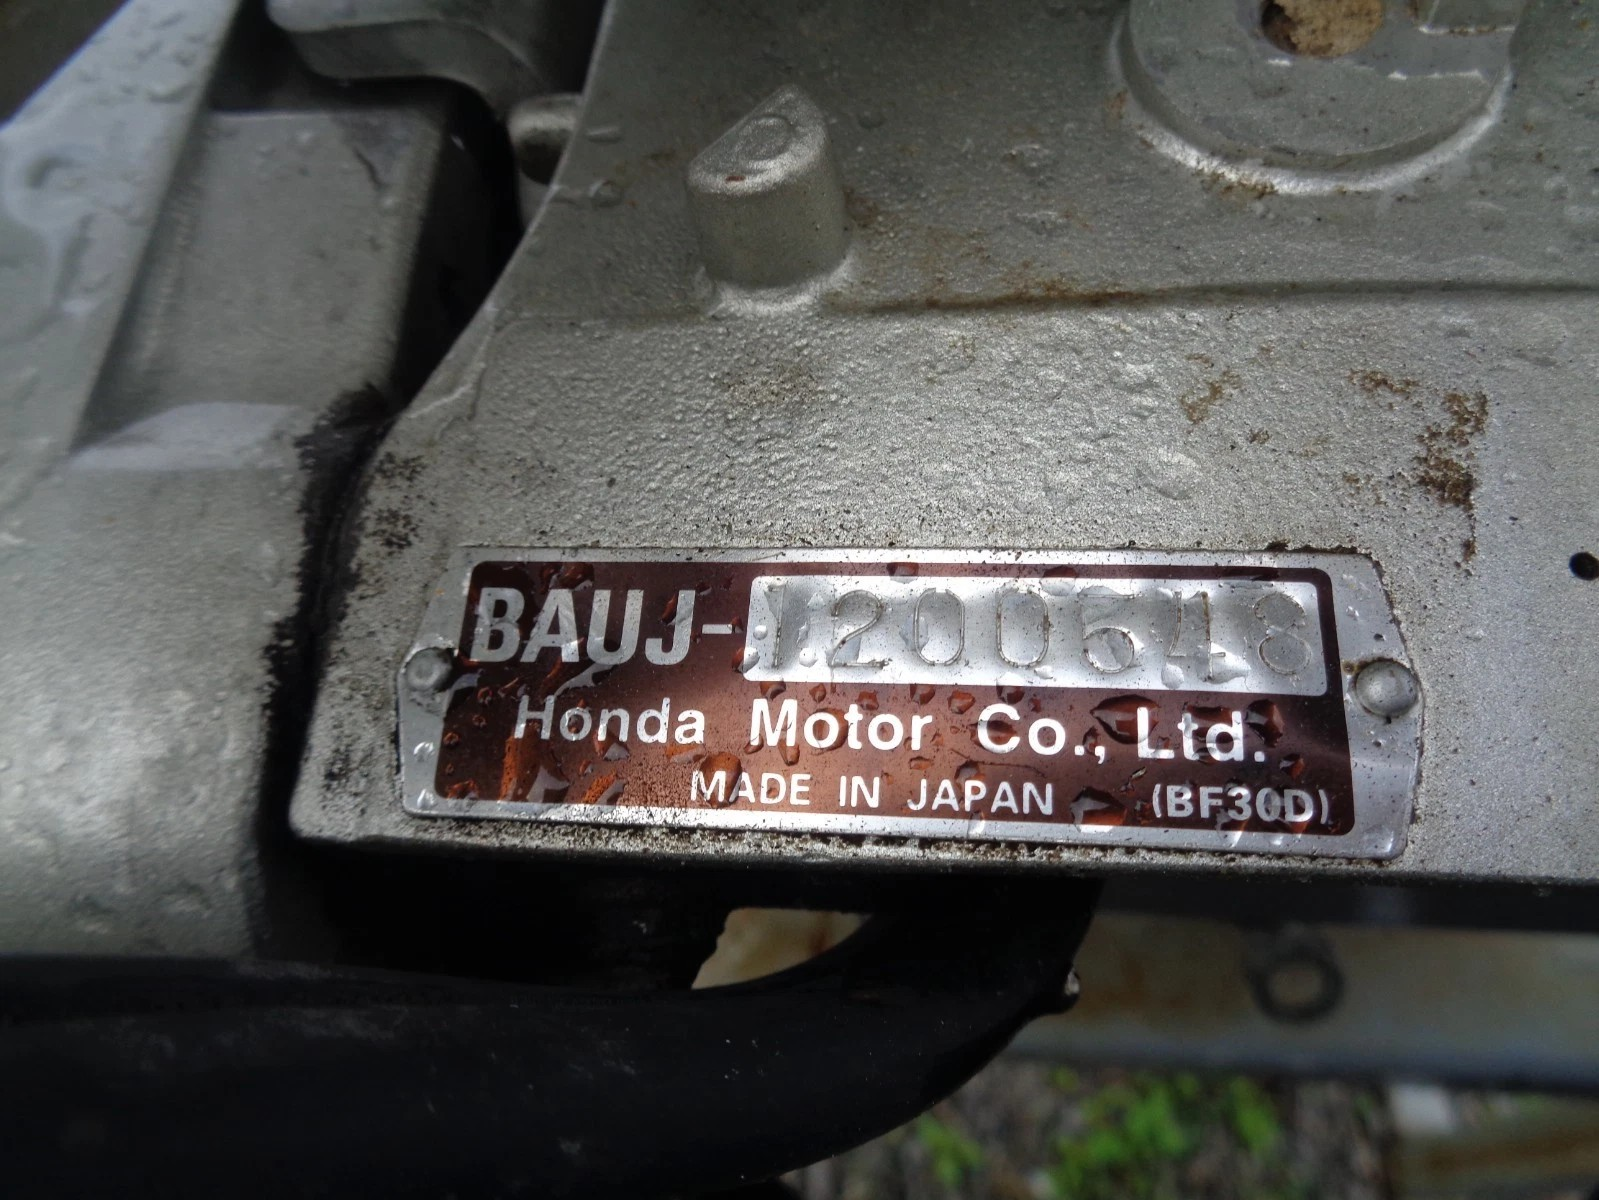 BAUJ-1200548
Honda Motor Co., Ltd.
MADE IN JAPAN (BF30D)